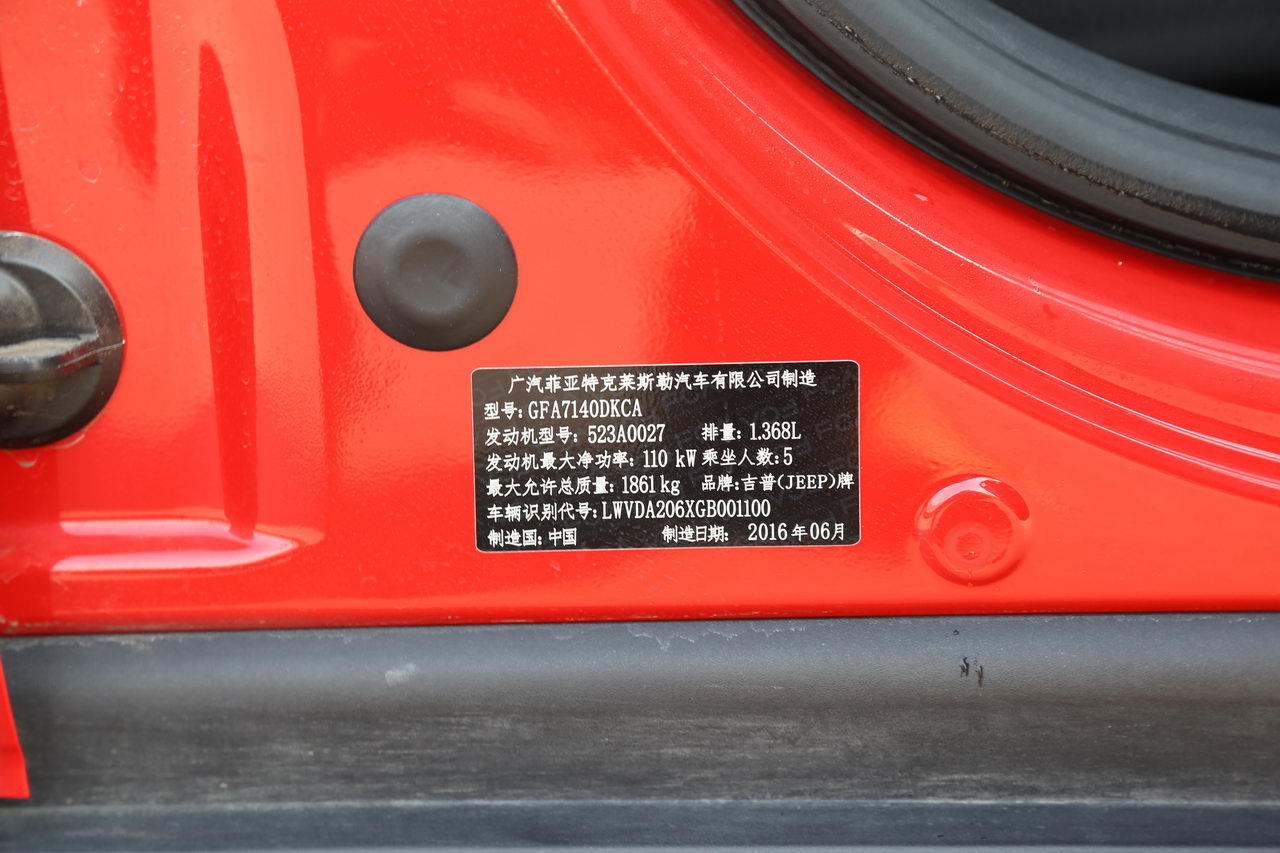 广汽菲亚特克莱斯勒汽车有限公司制造
型号: GFA7140DKCA
发动机型号: 523A0027 排量: 1.368L
发动机最大净功率: 110 kW 乘坐人数: 5
最大允许总质量: 1861 kg 品牌: 吉普(JEEP)牌
车辆识别代号: LWVDA206XGB001100
制造国: 中国 制造日期: 2016年06月